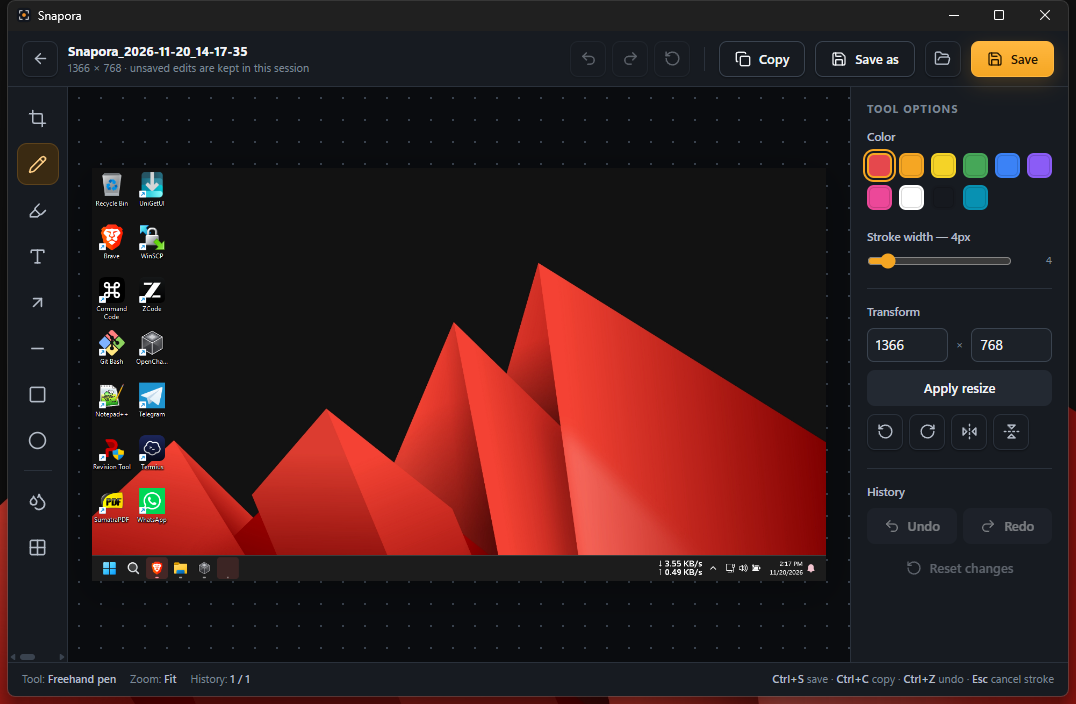 Snapora
Snapora_2026-11-20_14-17-35
1366 × 768 · unsaved edits are kept in this session
Copy
Save as
Save
TOOL OPTIONS
Color
Stroke width — 4px
4
Transform
1366 × 768
Apply resize
History
Undo
Redo
Reset changes
Recycle Bin
UniGetUI
Brave
WinSCP
Command Code
ZCode
Git Bash
OpenCha...
Notepad++
Telegram
Revision Tool
Termius
PDF
SumatraPDF
WhatsApp
↓ 3.55 KB/s
↑ 0.49 KB/s
2:17 PM
11/20/2026
Tool: Freehand pen
Zoom: Fit
History: 1 / 1
Ctrl+S save · Ctrl+C copy · Ctrl+Z undo · Esc cancel stroke